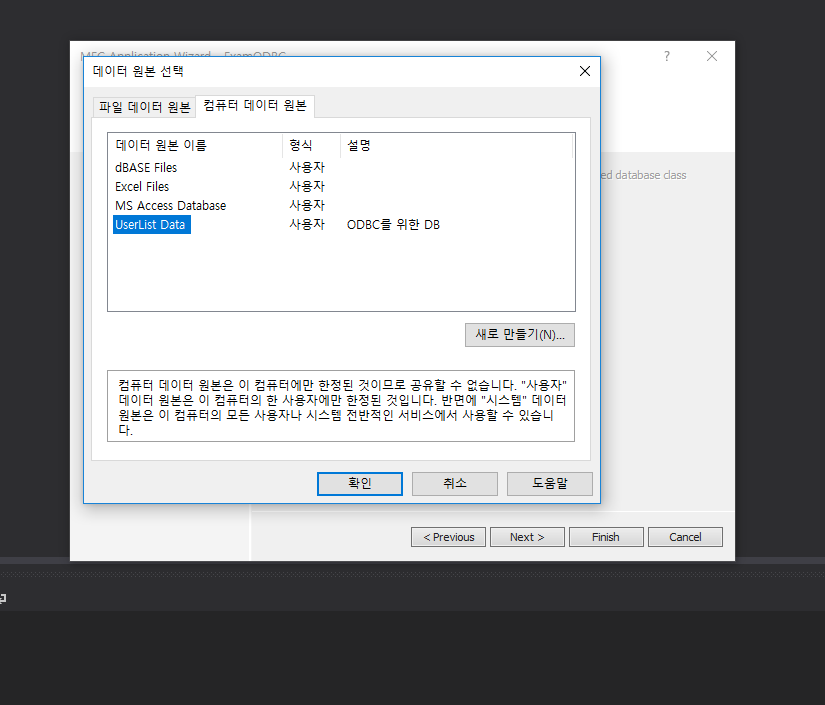 MFC Application Wizard - ExamODBC
?
데이터 원본 선택
파일 데이터 원본
컴퓨터 데이터 원본
데이터 원본 이름 형식 설명
dBASE Files 사용자
Excel Files 사용자
MS Access Database 사용자
UserList Data 사용자 ODBC를 위한 DB
ed database class
새로 만들기(N)...
컴퓨터 데이터 원본은 이 컴퓨터에만 한정된 것이므로 공유할 수 없습니다. "사용자"
데이터 원본은 이 컴퓨터의 한 사용자에만 한정된 것입니다. 반면에 "시스템" 데이터
원본은 이 컴퓨터의 모든 사용자나 시스템 전반적인 서비스에서 사용할 수 있습니
다.
확인 취소 도움말
< Previous Next > Finish Cancel